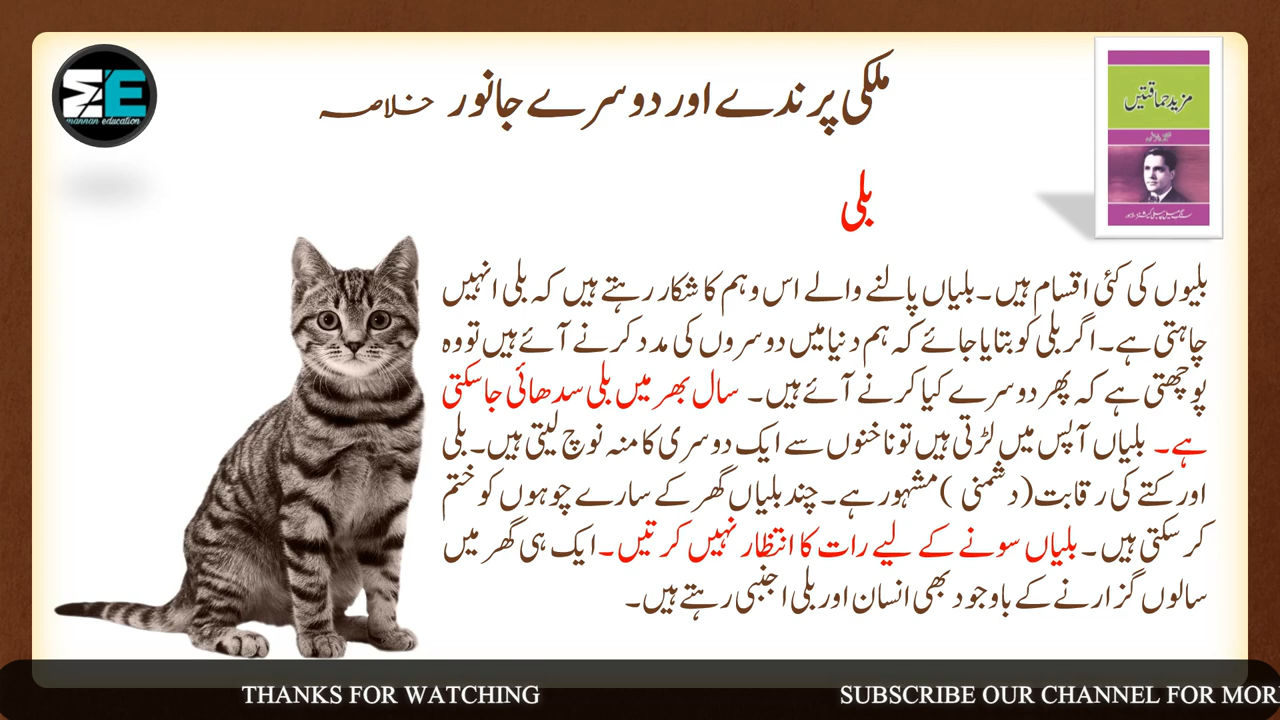 ملکی پرندے اور دوسرے جانور خلاصہ
mannan education
مزید حماقتیں
بلی
بلیوں کی کئی اقسام ہیں۔ بلیاں پالنے والے اس وہم کا شکار رہتے ہیں کہ بلی انہیں
چاہتی ہے۔ اگر بلی کو بتایا جائے کہ ہم دنیا میں دوسروں کی مدد کرنے آئے ہیں تو وہ
پوچھتی ہے کہ پھر دوسرے کیا کرنے آئے ہیں۔ سال بھر میں بلی سدھائی جا سکتی
ہے۔ بلیاں آپس میں لڑتی ہیں تو ناخنوں سے ایک دوسری کا منہ نوچ لیتی ہیں۔ بلی
اور کتے کی رقابت (دشمنی) مشہور ہے۔ چند بلیاں گھر کے سارے چوہوں کو ختم
کر سکتی ہیں۔ بلیاں سونے کے لیے رات کا انتظار نہیں کرتیں۔ ایک ہی گھر میں
سالوں گزارنے کے باوجود بھی انسان اور بلی اجنبی رہتے ہیں۔
THANKS FOR WATCHING
SUBSCRIBE OUR CHANNEL FOR MOR